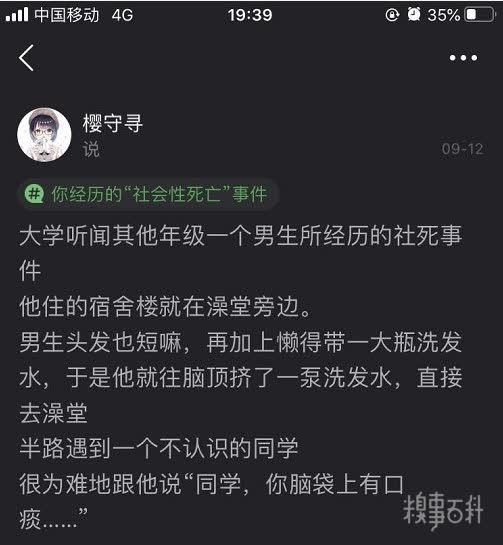 中国移动 4G 19:39 35%
樱守寻
说 09-12
# 你经历的“社会性死亡”事件
大学听闻其他年级一个男生所经历的社死事
件
他住的宿舍楼就在澡堂旁边。
男生头发也短嘛，再加上懒得带一大瓶洗发
水，于是他就往脑顶挤了一泵洗发水，直接
去澡堂
半路遇到一个不认识的同学
很为难地跟他说“同学，你脑袋上有口
痰……”
糗事百科